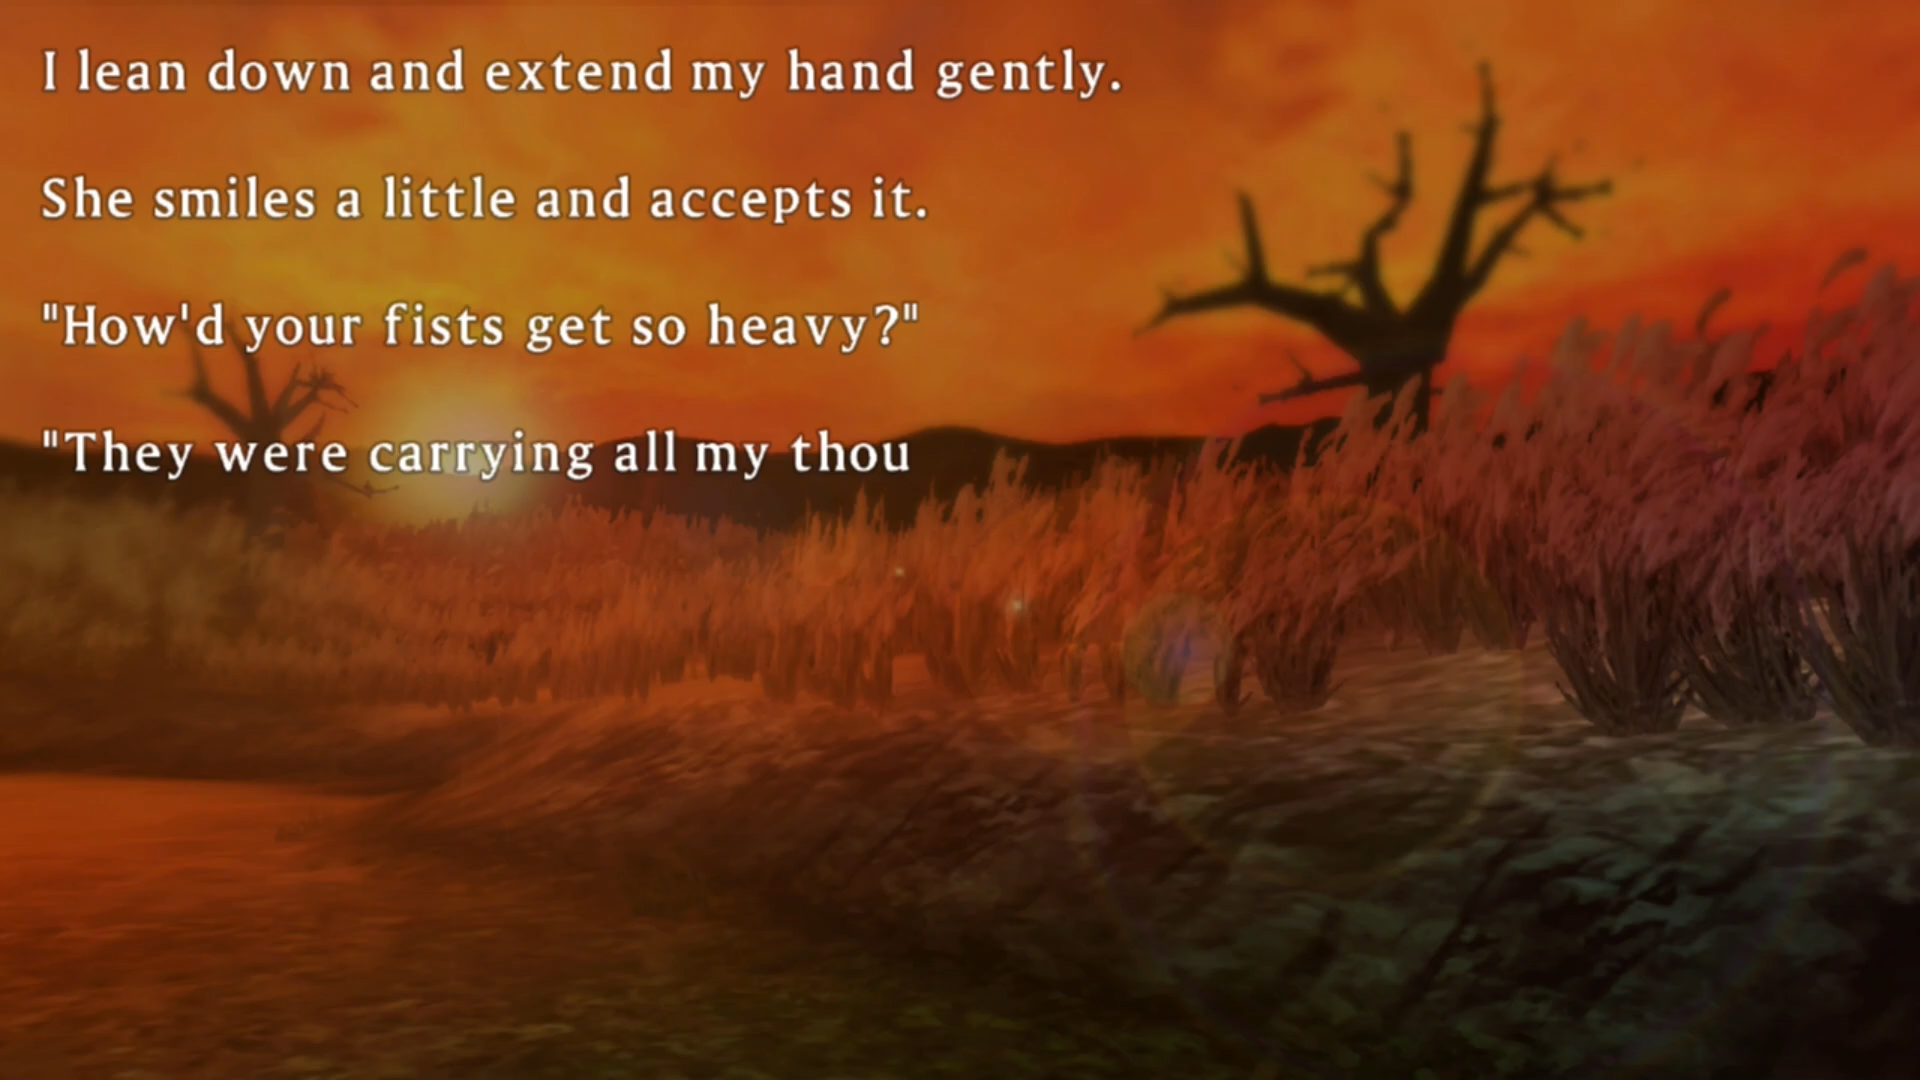 I lean down and extend my hand gently.
She smiles a little and accepts it.
"How'd your fists get so heavy?"
"They were carrying all my thou